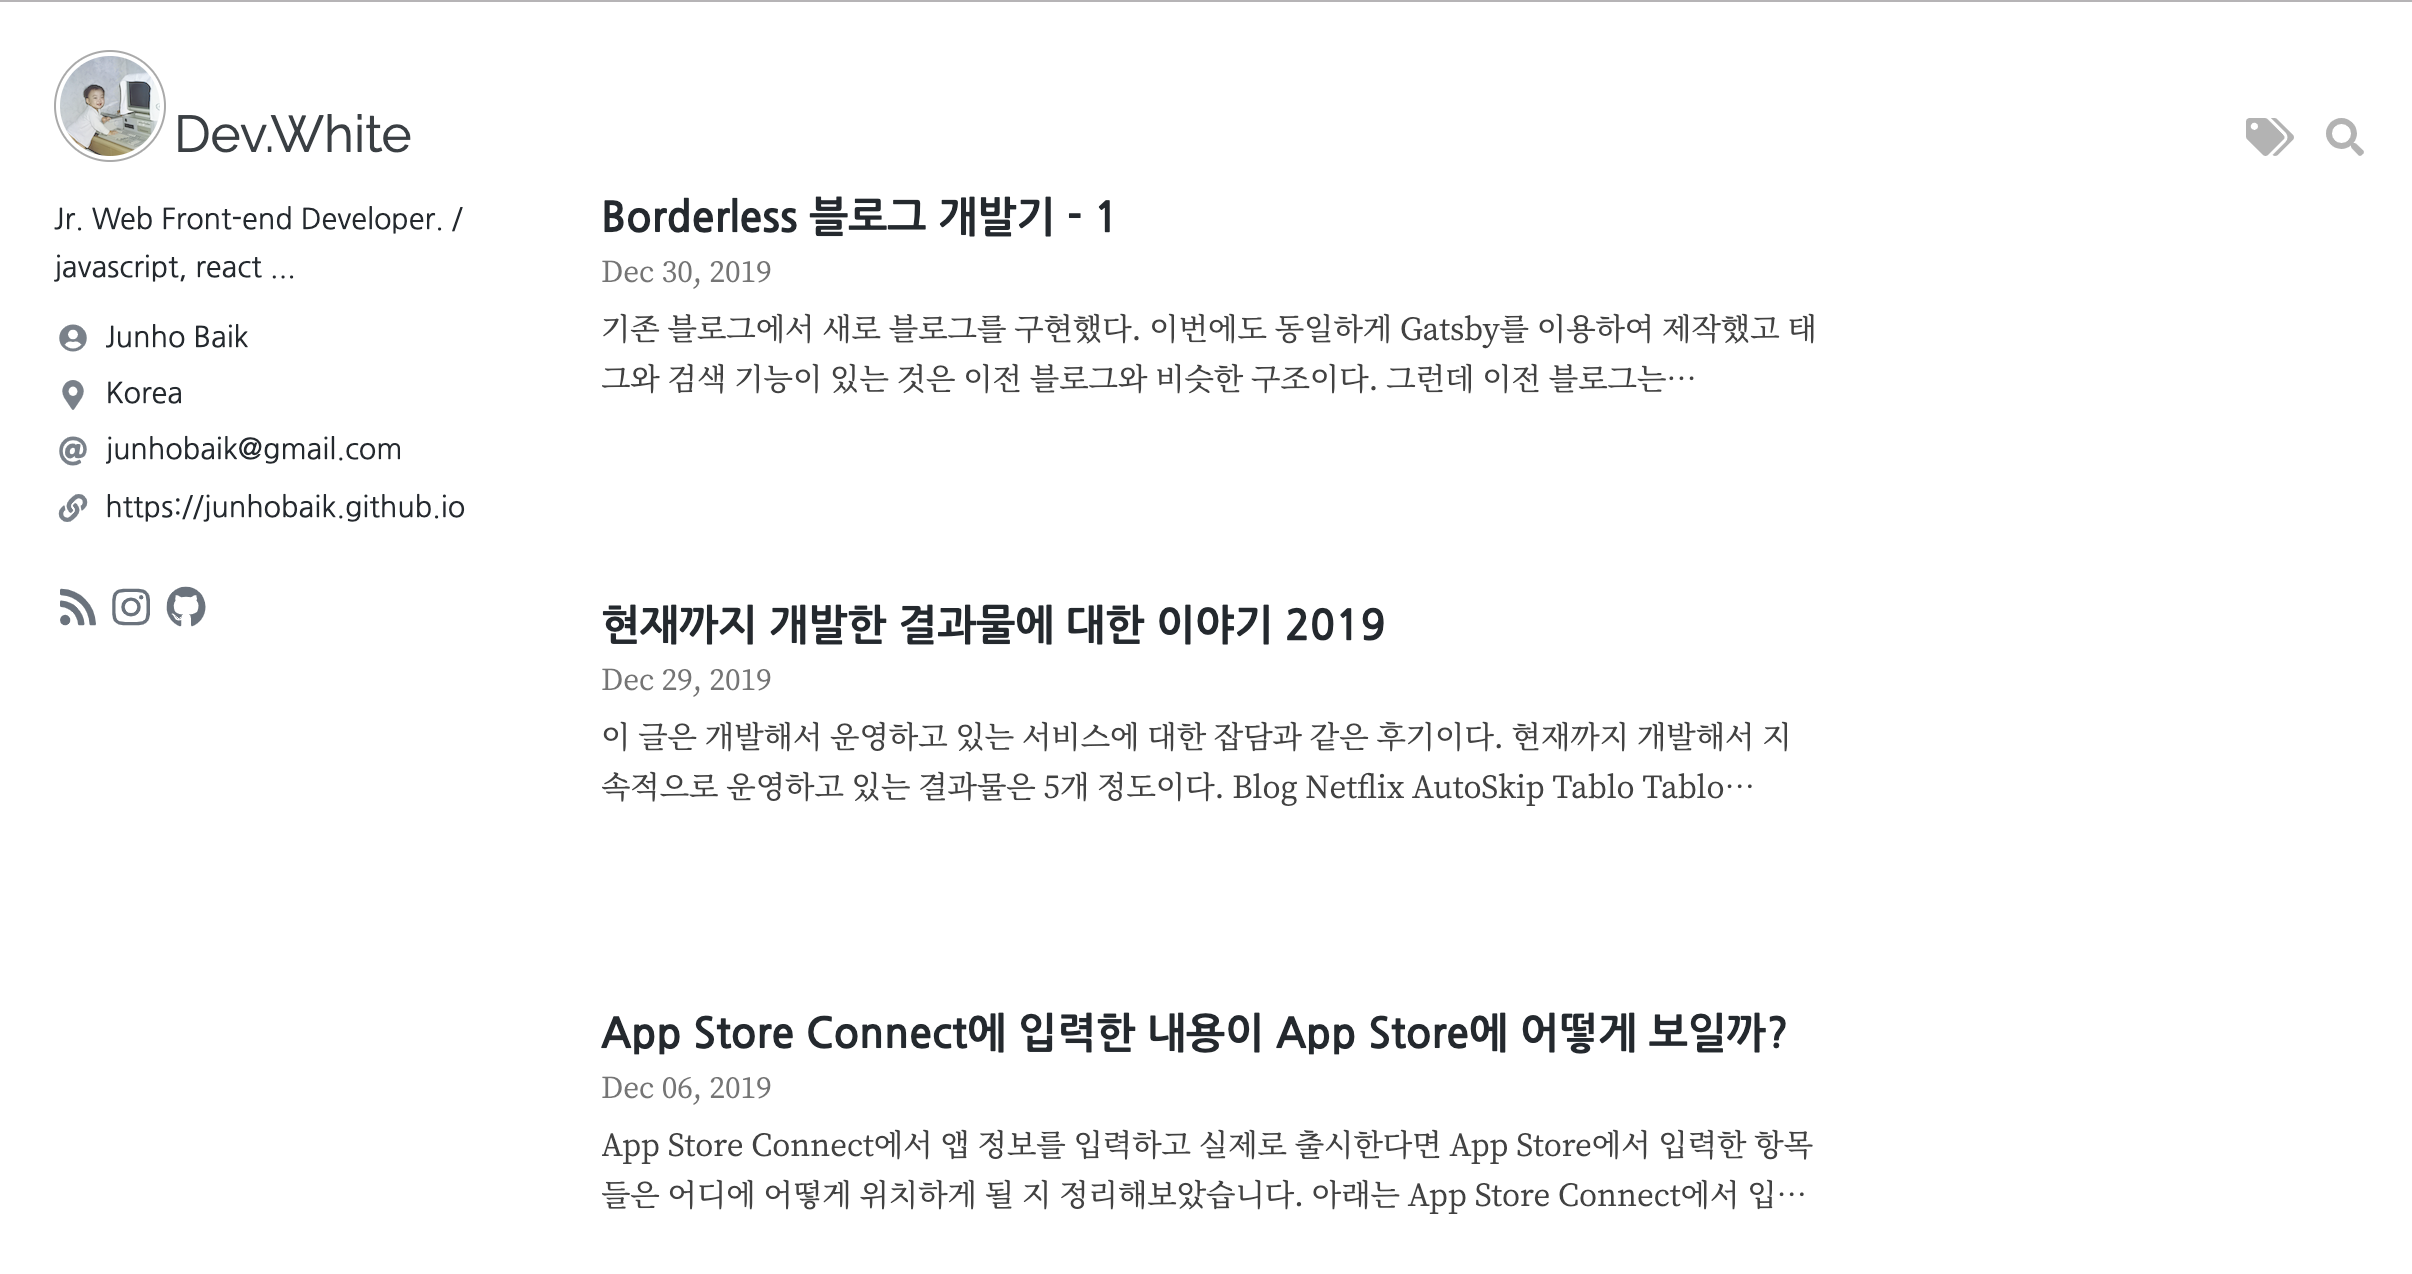 Dev.White
Jr. Web Front-end Developer. /
javascript, react ...
Junho Baik
Korea
junhobaik@gmail.com
https://junhobaik.github.io
Borderless 블로그 개발기 - 1
Dec 30, 2019
기존 블로그에서 새로 블로그를 구현했다. 이번에도 동일하게 Gatsby를 이용하여 제작했고 태
그와 검색 기능이 있는 것은 이전 블로그와 비슷한 구조이다. 그런데 이전 블로그는…
현재까지 개발한 결과물에 대한 이야기 2019
Dec 29, 2019
이 글은 개발해서 운영하고 있는 서비스에 대한 잡담과 같은 후기이다. 현재까지 개발해서 지
속적으로 운영하고 있는 결과물은 5개 정도이다. Blog Netflix AutoSkip Tablo Tablo…
App Store Connect에 입력한 내용이 App Store에 어떻게 보일까?
Dec 06, 2019
App Store Connect에서 앱 정보를 입력하고 실제로 출시한다면 App Store에서 입력한 항목
들은 어디에 어떻게 위치하게 될 지 정리해보았습니다. 아래는 App Store Connect에서 입…